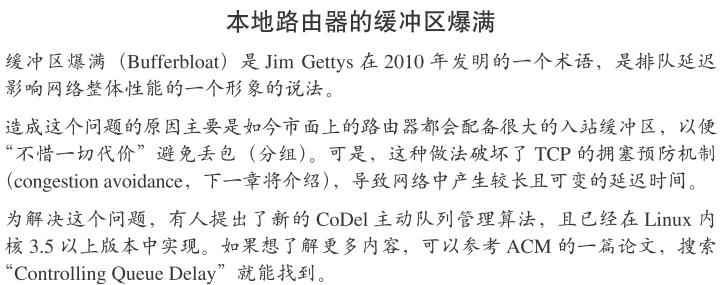 本地路由器的缓冲区爆满
缓冲区爆满（Bufferbloat）是 Jim Gettys 在 2010 年发明的一个术语，是排队延迟
影响网络整体性能的一个形象的说法。
造成这个问题的原因主要是如今市面上的路由器都会配备很大的入站缓冲区，以便
“不惜一切代价”避免丢包（分组）。可是，这种做法破坏了 TCP 的拥塞预防机制
（congestion avoidance，下一章将介绍），导致网络中产生较长且可变的延迟时间。
为解决这个问题，有人提出了新的 CoDel 主动队列管理算法，且已经在 Linux 内
核 3.5 以上版本中实现。如果想了解更多内容，可以参考 ACM 的一篇论文，搜索
“Controlling Queue Delay”就能找到。